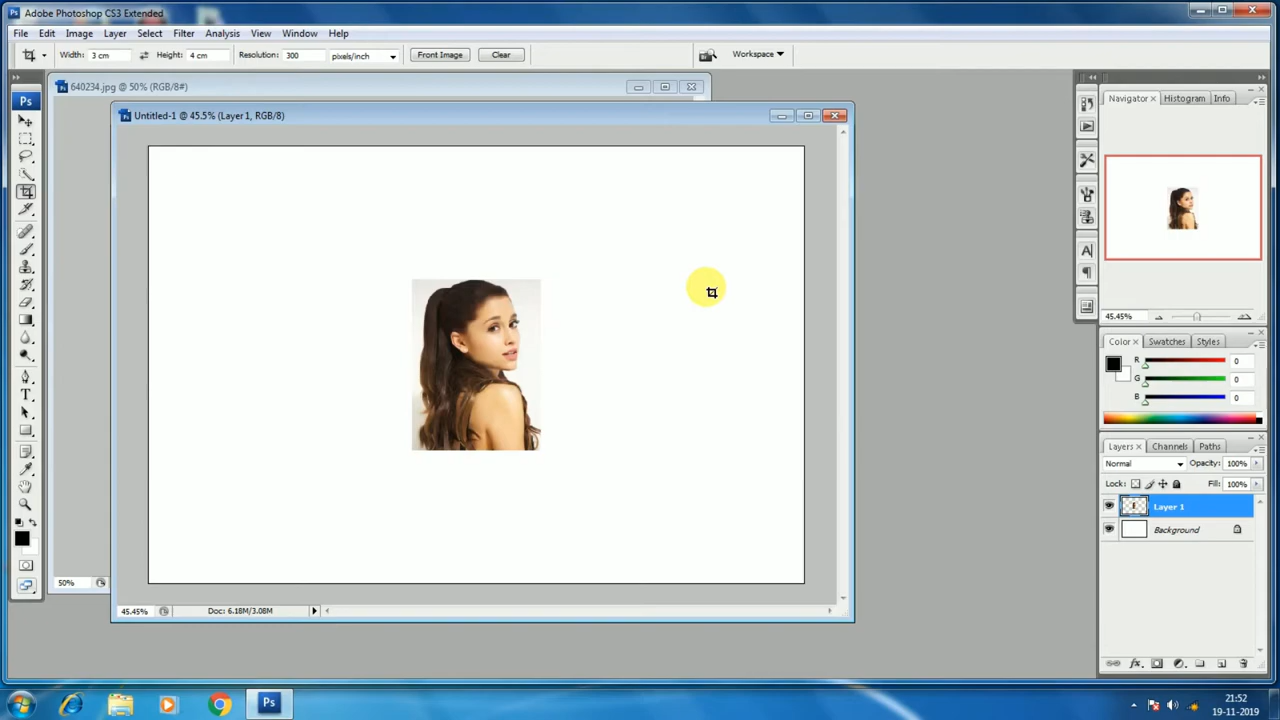 Adobe Photoshop CS3 Extended
File Edit Image Layer Select Filter Analysis View Window Help
Width: 3 cm Height: 4 cm Resolution: 300 pixels/inch Front Image Clear Workspace
640234.jpg @ 50% (RGB/8#)
Untitled-1 @ 45.5% (Layer 1, RGB/8)
Ps
Navigator Histogram Info
45.45%
Color Swatches Styles
R 0
G 0
B 0
Layers Channels Paths
Normal Opacity: 100%
Lock: Fill: 100%
Layer 1
Background
50%
45.45% Doc: 6.18M/3.08M
Ps
21:52
19-11-2019